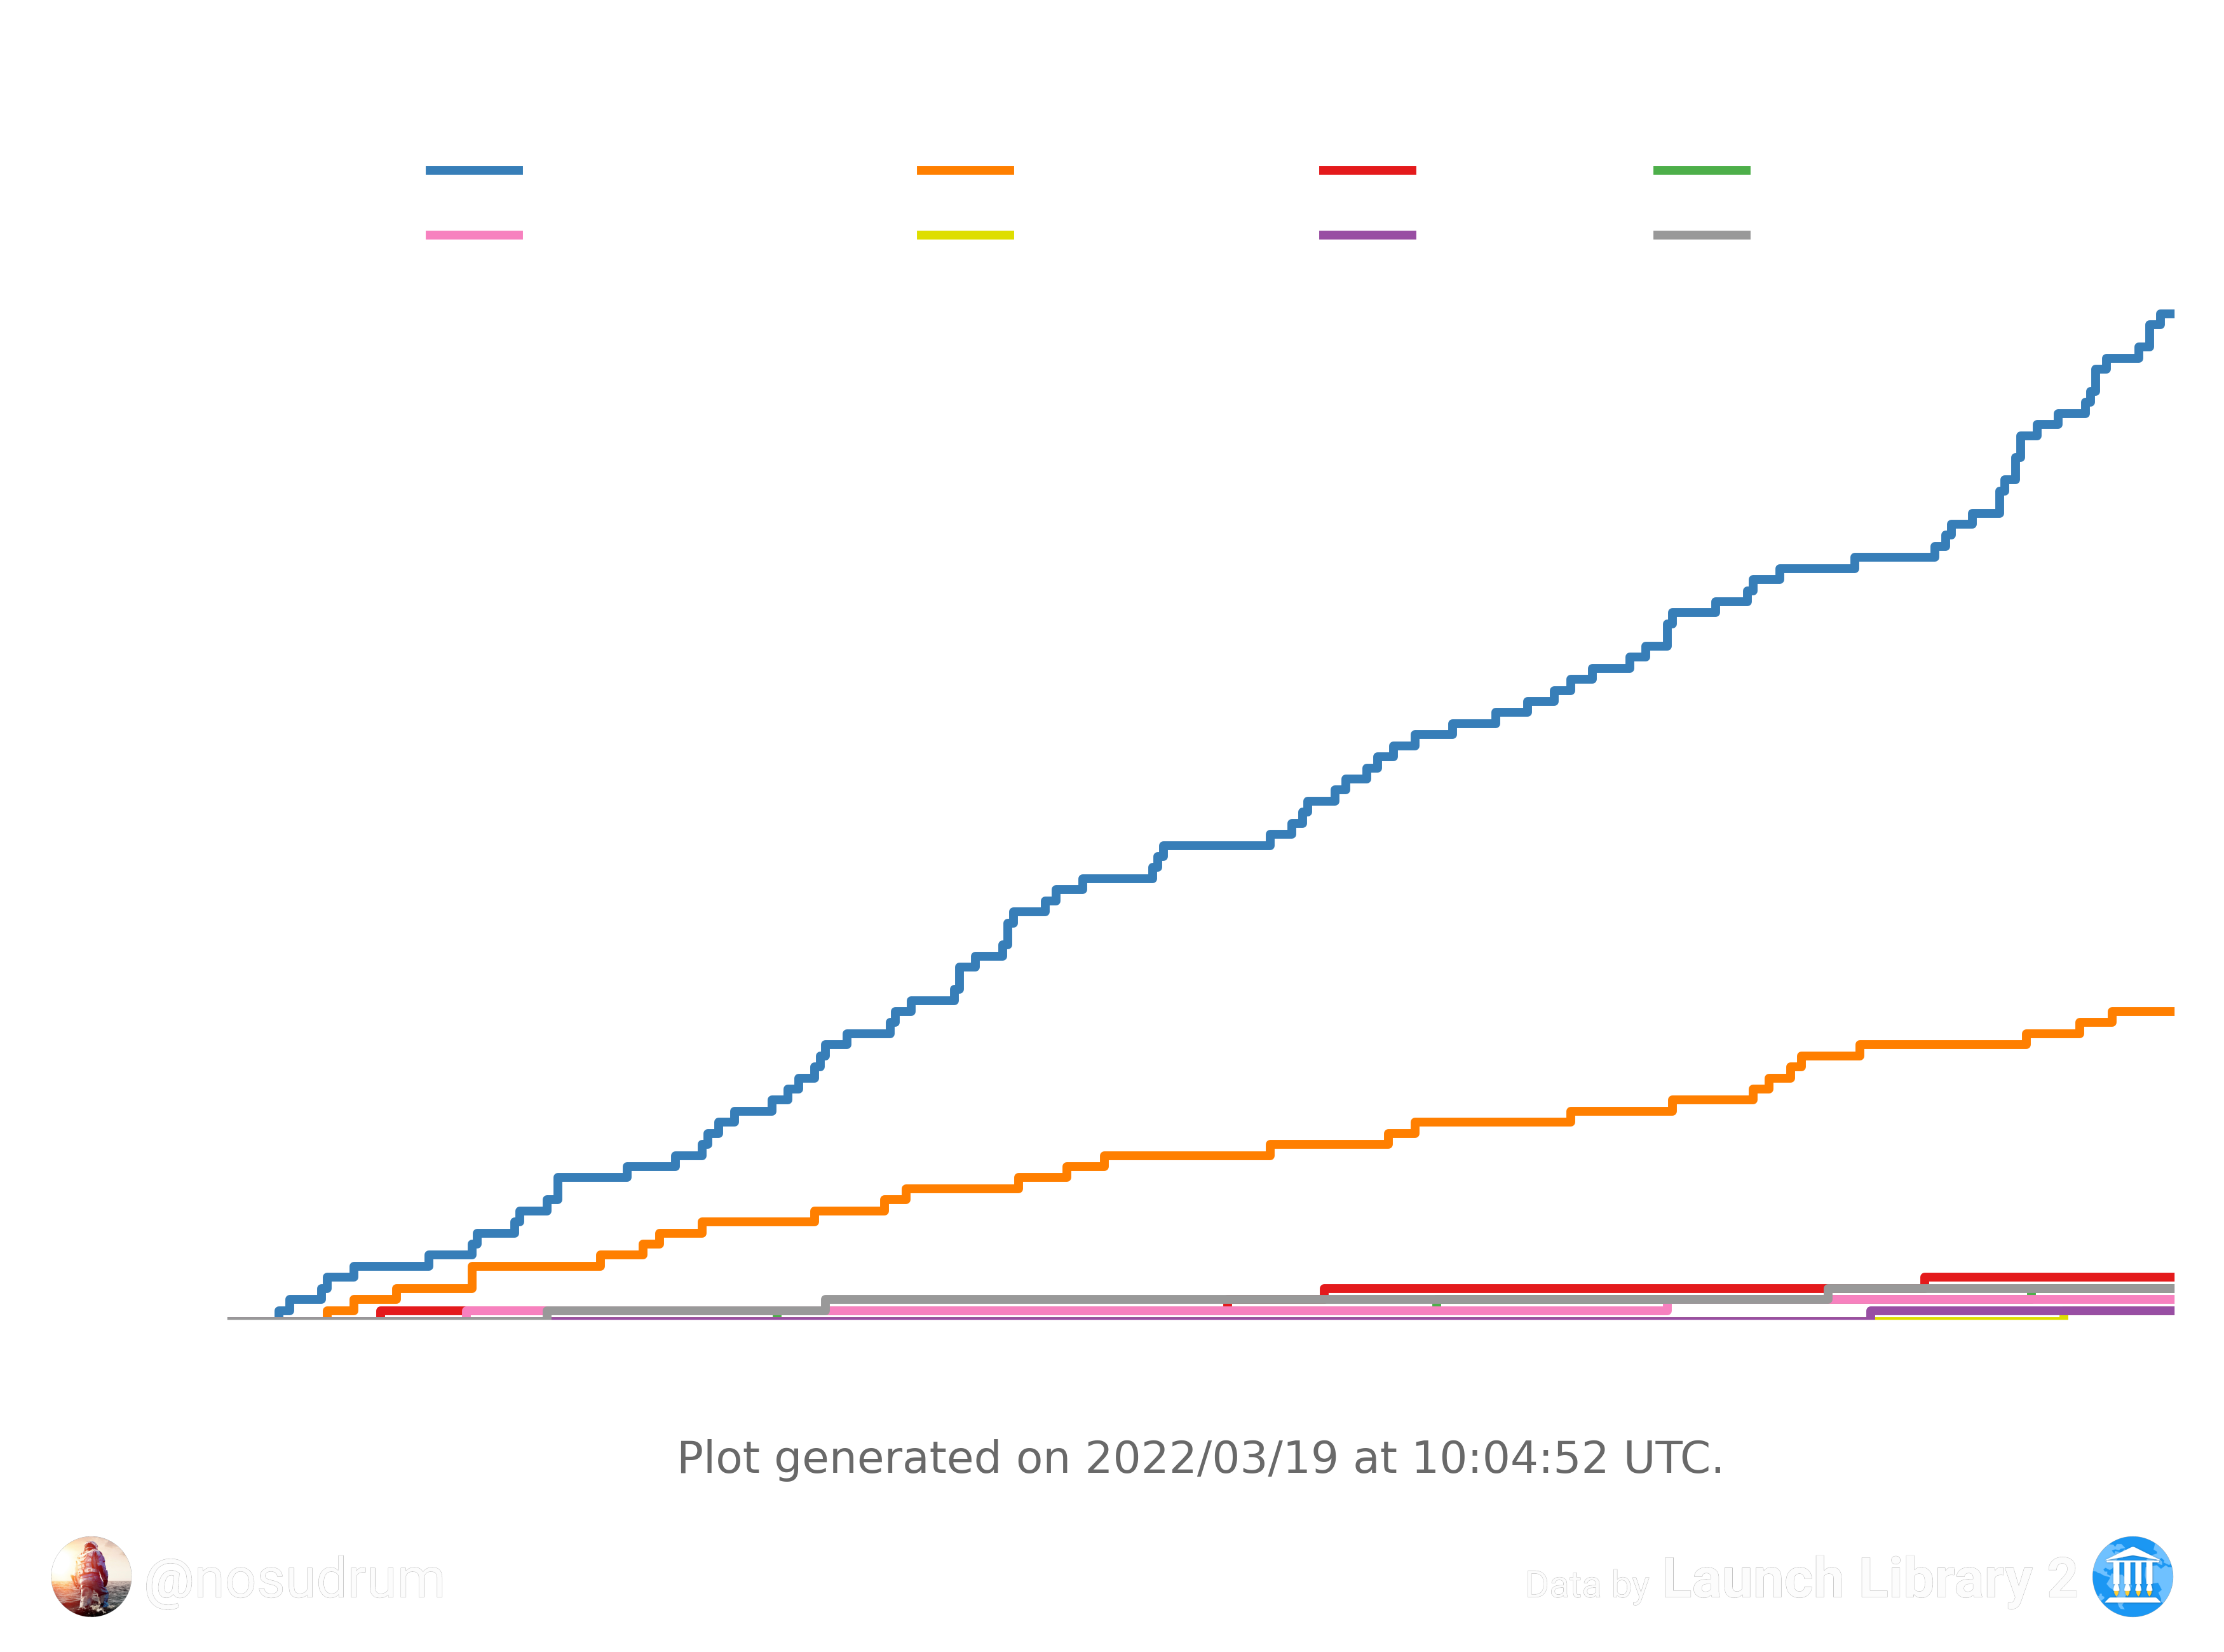 Plot generated on 2022/03/19 at 10:04:52 UTC.
@nosudrum
Data by Launch Library 2